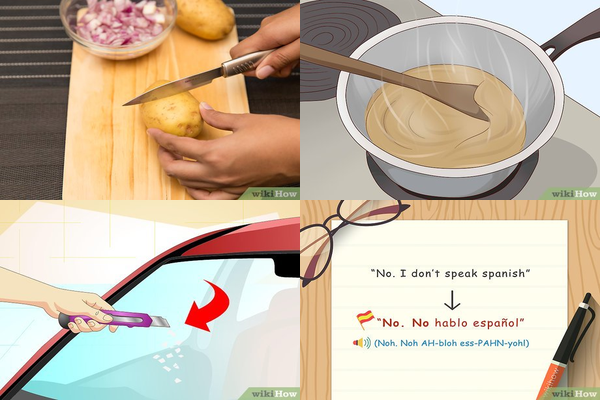 wikiHow
wikiHow
wikiHow
"No. I don't speak spanish"
"No. No hablo español"
(Noh. Noh AH-bloh ess-PAHN-yohl)
wikiHow